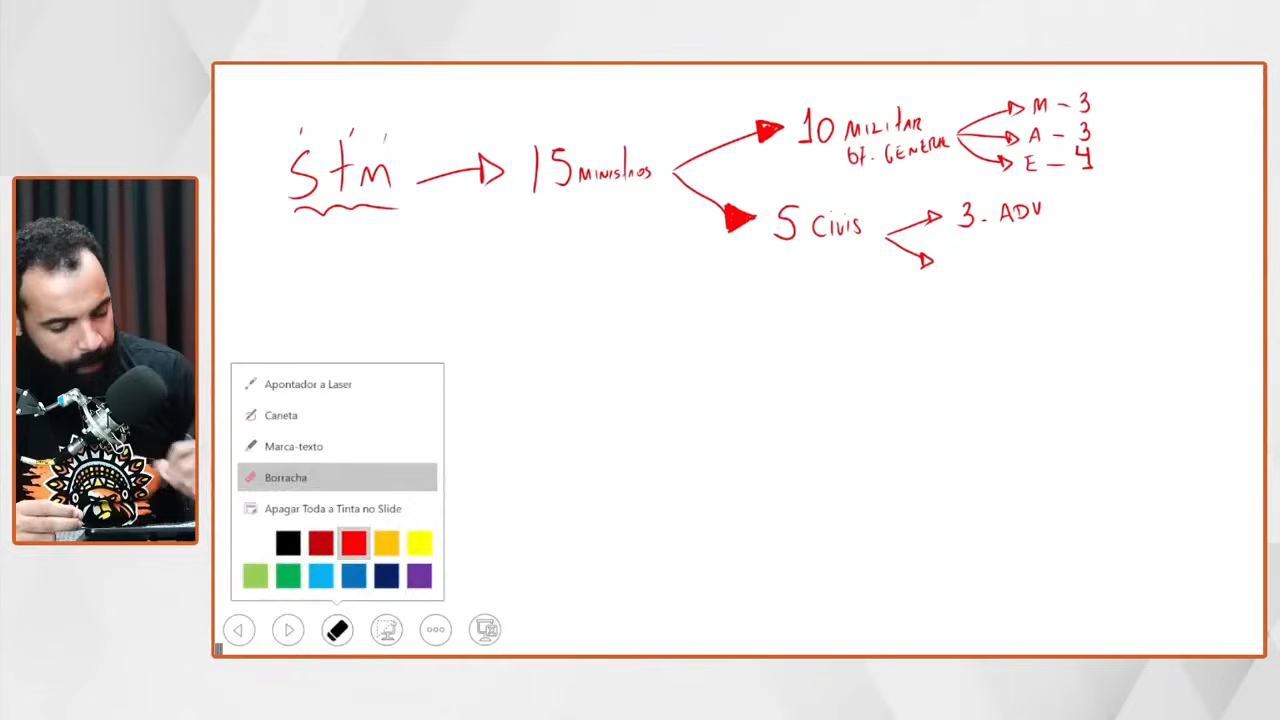 STM
15 ministros
10 MILITAR
Of. GENERAL
M - 3
A - 3
E - 4
5 Civis
3. ADV
Apontador a Laser
Caneta
Marca-texto
Borracha
Apagar Toda a Tinta no Slide